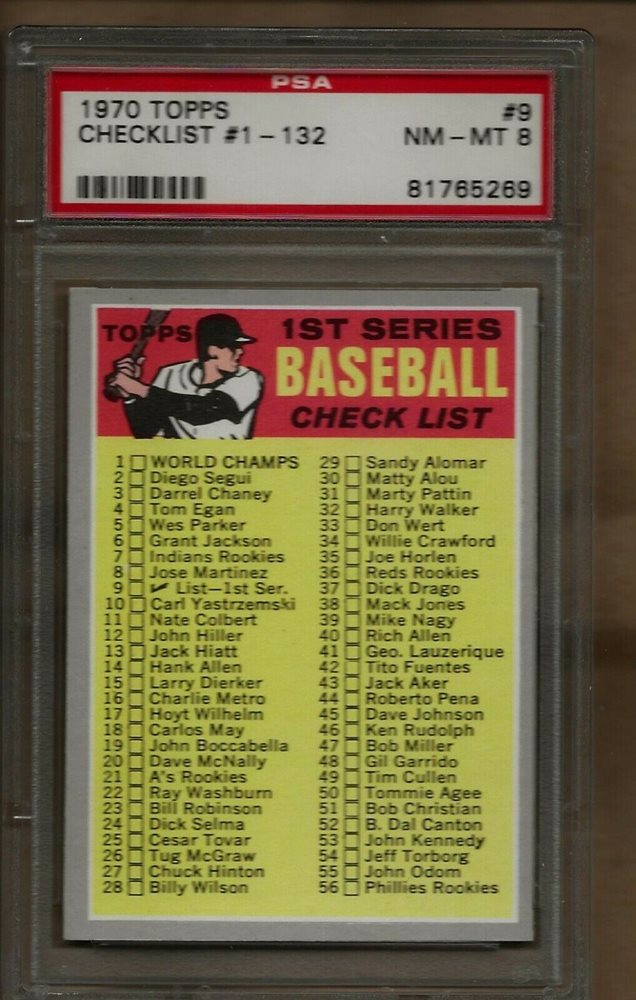 PSA
1970 TOPPS #9
CHECKLIST #1-132 NM-MT 8
81765269
TOPPS
1ST SERIES
BASEBALL
CHECK LIST
1 WORLD CHAMPS
2 Diego Segui
3 Darrel Chaney
4 Tom Egan
5 Wes Parker
6 Grant Jackson
7 Indians Rookies
8 Jose Martinez
9 ✔ List—1st Ser.
10 Carl Yastrzemski
11 Nate Colbert
12 John Hiller
13 Jack Hiatt
14 Hank Allen
15 Larry Dierker
16 Charlie Metro
17 Hoyt Wilhelm
18 Carlos May
19 John Boccabella
20 Dave McNally
21 A's Rookies
22 Ray Washburn
23 Bill Robinson
24 Dick Selma
25 Cesar Tovar
26 Tug McGraw
27 Chuck Hinton
28 Billy Wilson
29 Sandy Alomar
30 Matty Alou
31 Marty Pattin
32 Harry Walker
33 Don Wert
34 Willie Crawford
35 Joe Horlen
36 Reds Rookies
37 Dick Drago
38 Mack Jones
39 Mike Nagy
40 Rich Allen
41 Geo. Lauzerique
42 Tito Fuentes
43 Jack Aker
44 Roberto Pena
45 Dave Johnson
46 Ken Rudolph
47 Bob Miller
48 Gil Garrido
49 Tim Cullen
50 Tommie Agee
51 Bob Christian
52 B. Dal Canton
53 John Kennedy
54 Jeff Torborg
55 John Odom
56 Phillies Rookies